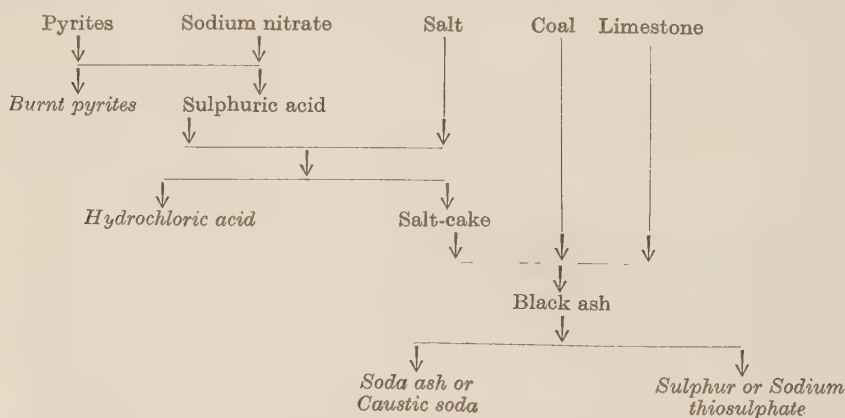 Pyrites Sodium nitrate Salt Coal Limestone
Burnt pyrites Sulphuric acid
Hydrochloric acid Salt-cake
Black ash
Soda ash or
Caustic soda
Sulphur or Sodium
thiosulphate